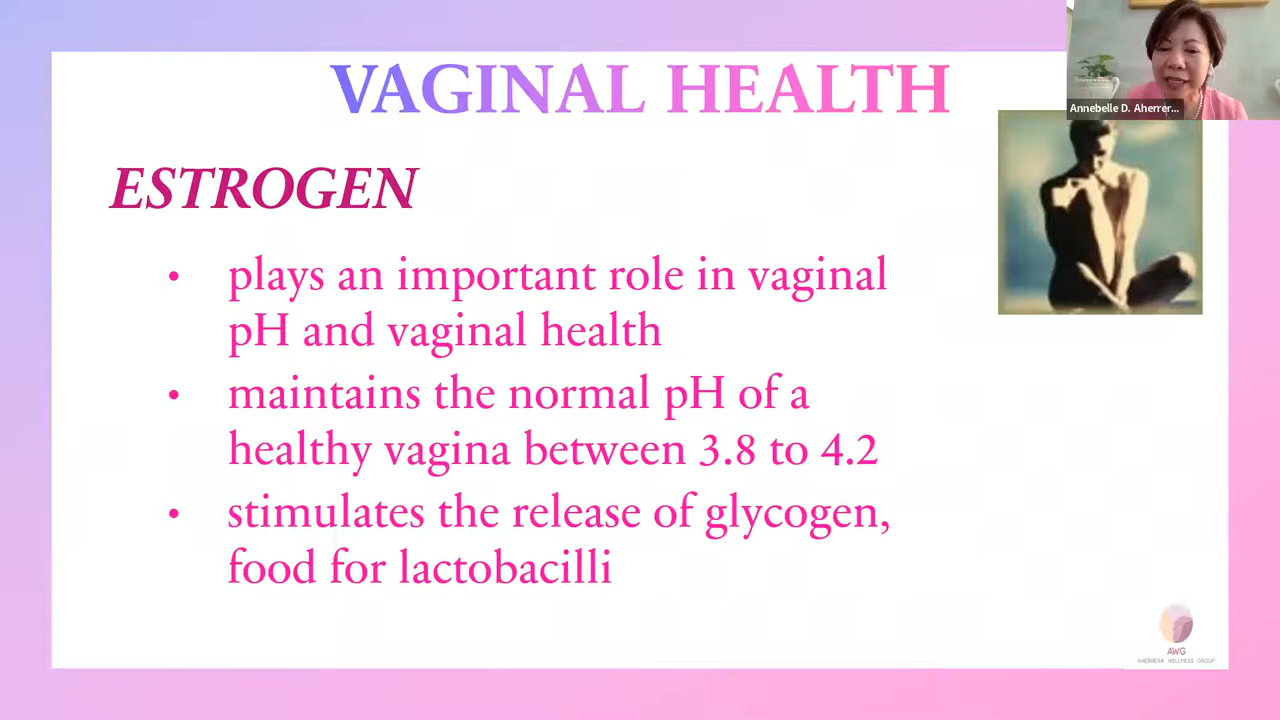 VAGINAL HEALTH
Annebelle D. Aherrer...
ESTROGEN
• plays an important role in vaginal
pH and vaginal health
• maintains the normal pH of a
healthy vagina between 3.8 to 4.2
• stimulates the release of glycogen,
food for lactobacilli
AWG
AHERRERA WELLNESS GROUP